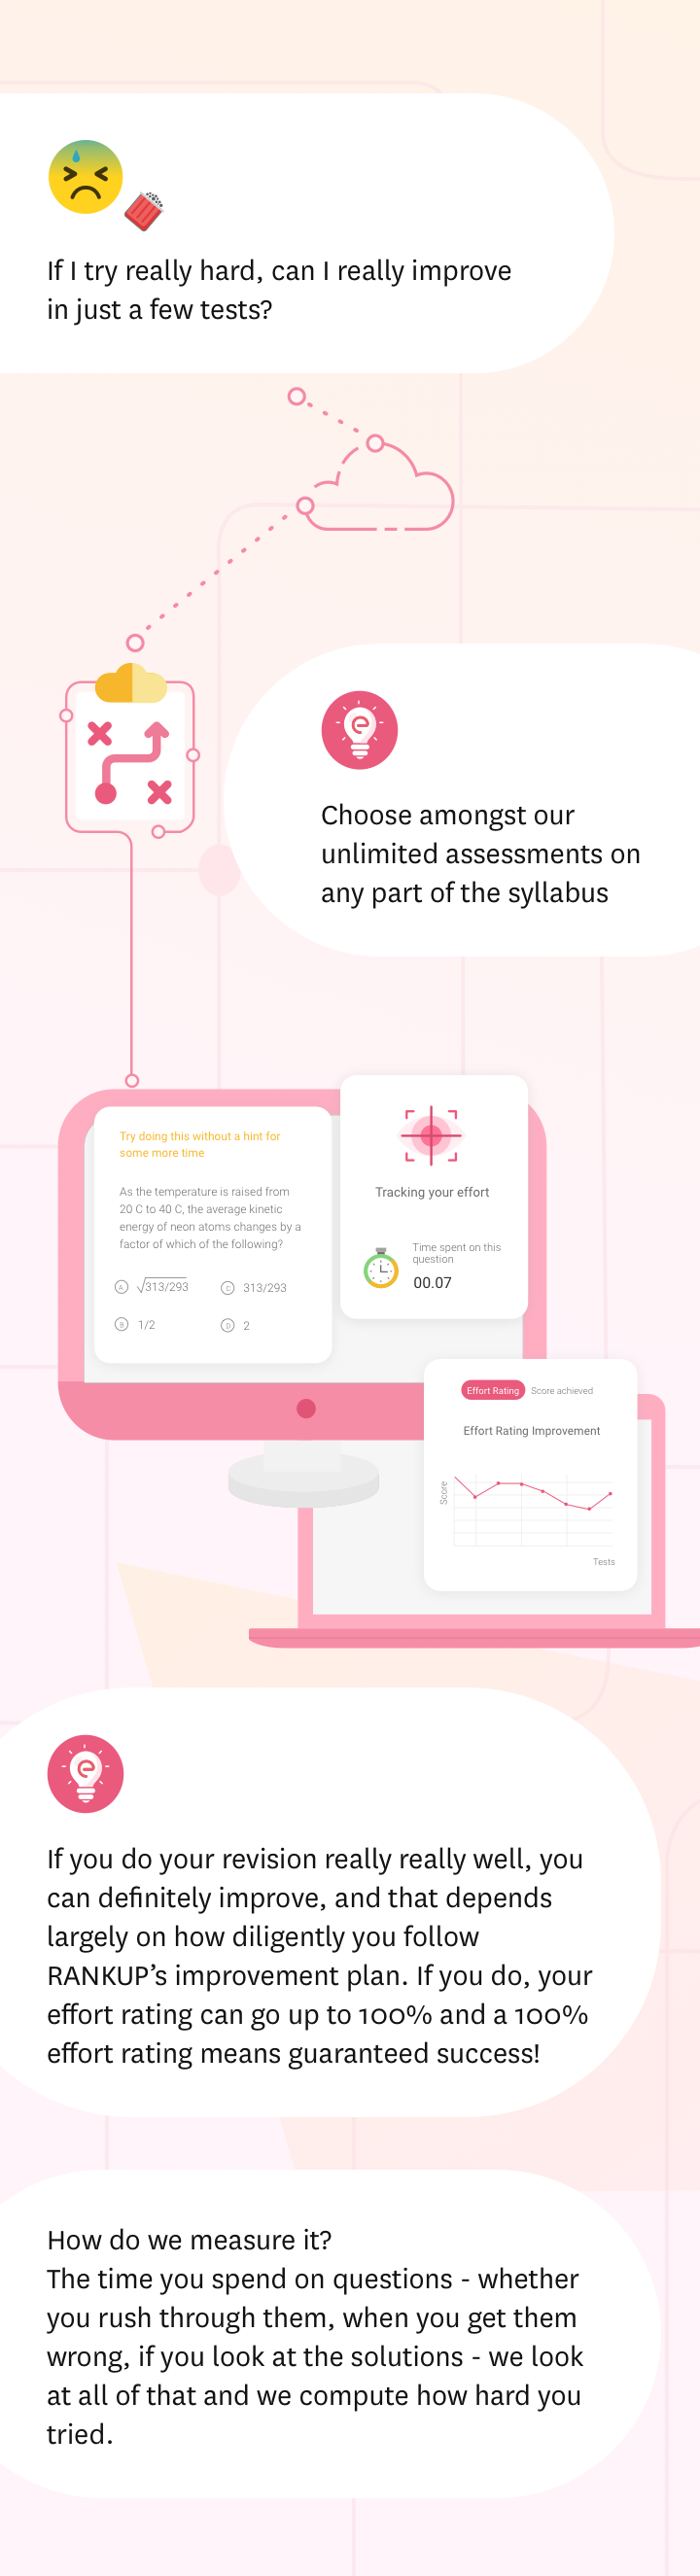 If I try really hard, can I really improve
in just a few tests?
Choose amongst our
unlimited assessments on
any part of the syllabus
Try doing this without a hint for
some more time
As the temperature is raised from
20 C to 40 C, the average kinetic
energy of neon atoms changes by a
factor of which of the following?
A √313/293
C 313/293
B 1/2
D 2
Tracking your effort
Time spent on this
question
00.07
Effort Rating Score achieved
Effort Rating Improvement
Score
Tests
If you do your revision really really well, you
can definitely improve, and that depends
largely on how diligently you follow
RANKUP’s improvement plan. If you do, your
effort rating can go up to 100% and a 100%
effort rating means guaranteed success!
How do we measure it?
The time you spend on questions - whether
you rush through them, when you get them
wrong, if you look at the solutions - we look
at all of that and we compute how hard you
tried.